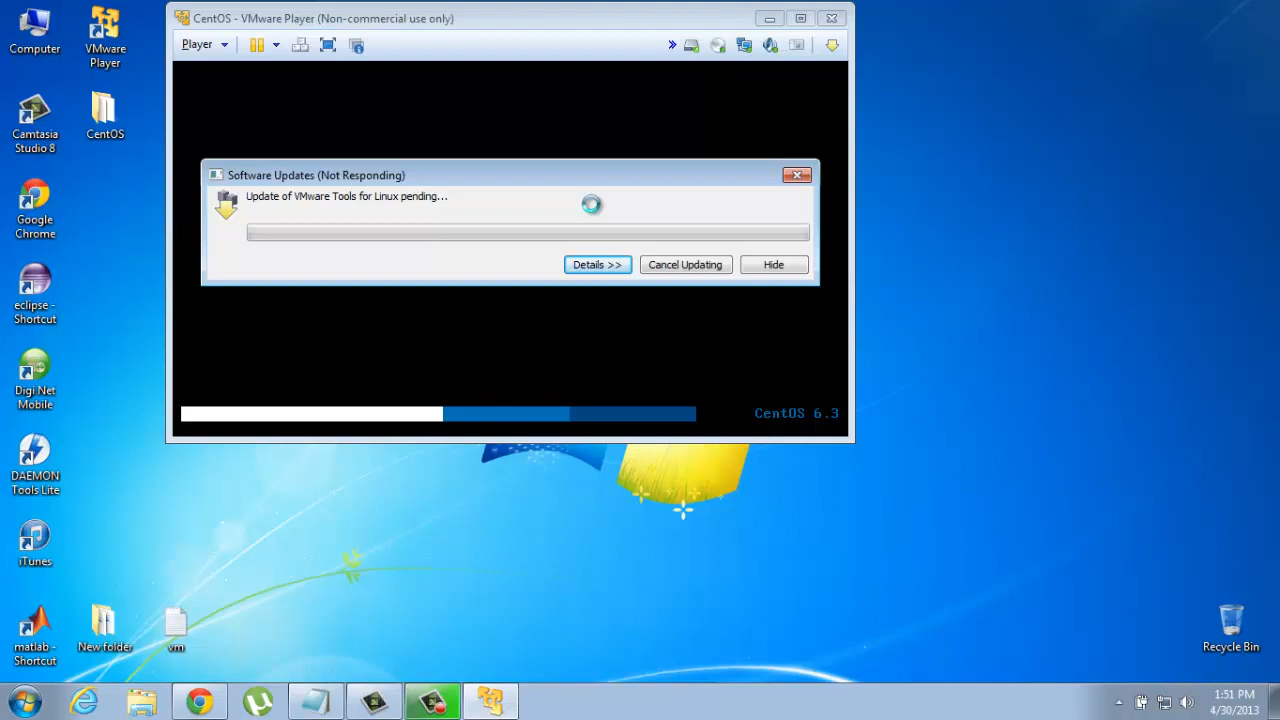 Computer
VMware
Player
Camtasia
Studio 8
CentOS
Google
Chrome
eclipse -
Shortcut
Digi Net
Mobile
DAEMON
Tools Lite
iTunes
matlab -
Shortcut
New folder
vm
CentOS - VMware Player (Non-commercial use only)
Player
Software Updates (Not Responding)
Update of VMware Tools for Linux pending...
Details >>
Cancel Updating
Hide
CentOS 6.3
Recycle Bin
1:51 PM
4/30/2013